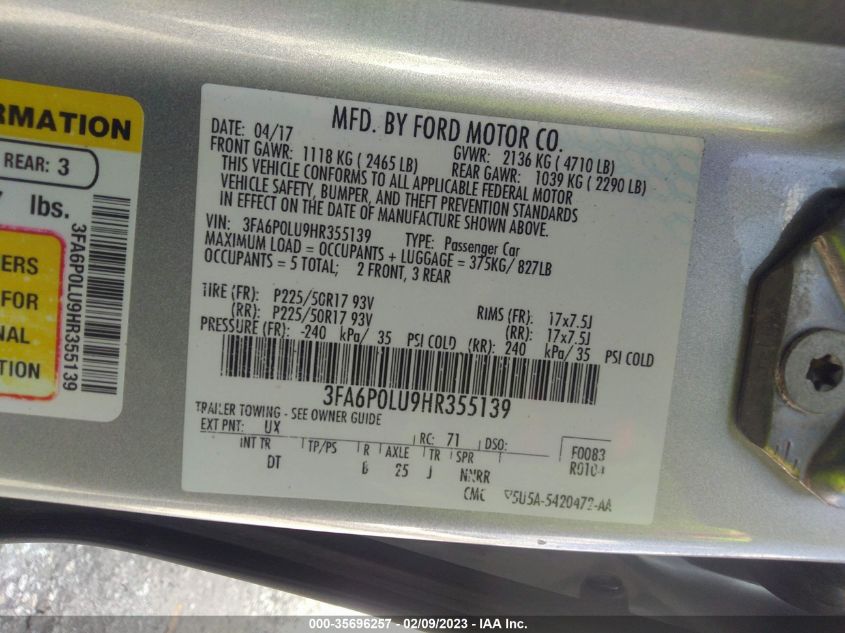 RMATION
REAR: 3
lbs.
3FA6P0LU9HR355139
ERS
FOR
NAL
TION
MFD. BY FORD MOTOR CO.
DATE: 04/17 GVWR: 2136 KG ( 4710 LB)
FRONT GAWR: 1118 KG ( 2465 LB) REAR GAWR: 1039 KG ( 2290 LB)
THIS VEHICLE CONFORMS TO ALL APPLICABLE FEDERAL MOTOR
VEHICLE SAFETY, BUMPER, AND THEFT PREVENTION STANDARDS
IN EFFECT ON THE DATE OF MANUFACTURE SHOWN ABOVE.
VIN: 3FA6P0LU9HR355139 TYPE: Passenger Car
MAXIMUM LOAD = OCCUPANTS + LUGGAGE = 375KG/ 827LB
OCCUPANTS = 5 TOTAL; 2 FRONT, 3 REAR
TIRE (FR): P225/50R17 93V RIMS (FR): 17x7.5J
(RR): P225/50R17 93V (RR): 17x7.5J
PRESSURE (FR): -240 kPa/ 35 PSI COLD (RR): 240 kPa/35 PSI COLD
3FA6P0LU9HR355139
TRAILER TOWING - SEE OWNER GUIDE
EXT PNT: UX RC: 71 DSO: F0083
INT TR TP/PS R AXLE TR SPR
DT 8 25 J
5U5A-5420472-AA
000-35696257 - 02/09/2023 - IAA Inc.